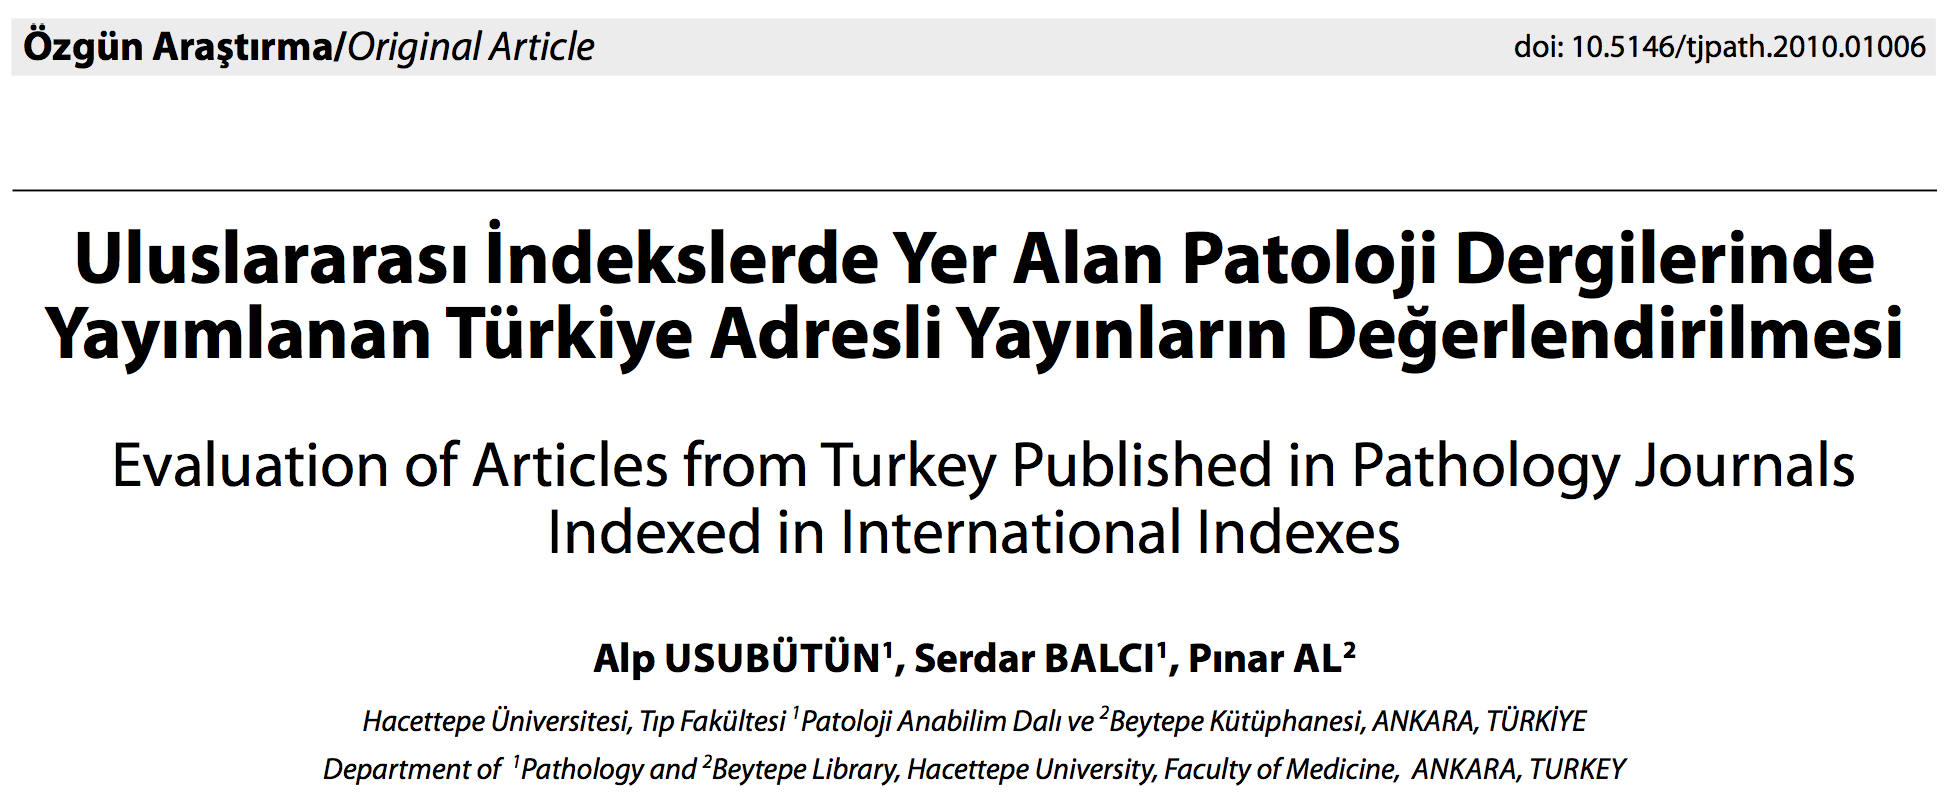 Özgün Araştırma/Original Article
doi: 10.5146/tjpath.2010.01006
Uluslararası İndekslerde Yer Alan Patoloji Dergilerinde
Yayımlanan Türkiye Adresli Yayınların Değerlendirilmesi
Evaluation of Articles from Turkey Published in Pathology Journals
Indexed in International Indexes
Alp USUBÜTÜN¹, Serdar BALCI¹, Pınar AL²
Hacettepe Üniversitesi, Tıp Fakültesi ¹Patoloji Anabilim Dalı ve ²Beytepe Kütüphanesi, ANKARA, TÜRKİYE
Department of ¹Pathology and ²Beytepe Library, Hacettepe University, Faculty of Medicine, ANKARA, TURKEY